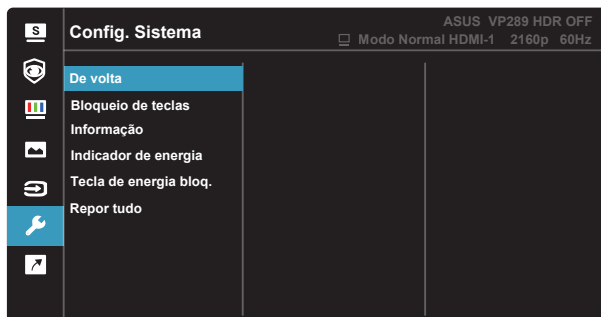 S
Config. Sistema
ASUS VP289 HDR OFF
Modo Normal HDMI-1 2160p 60Hz
De volta
Bloqueio de teclas
Informação
Indicador de energia
Tecla de energia bloq.
Repor tudo